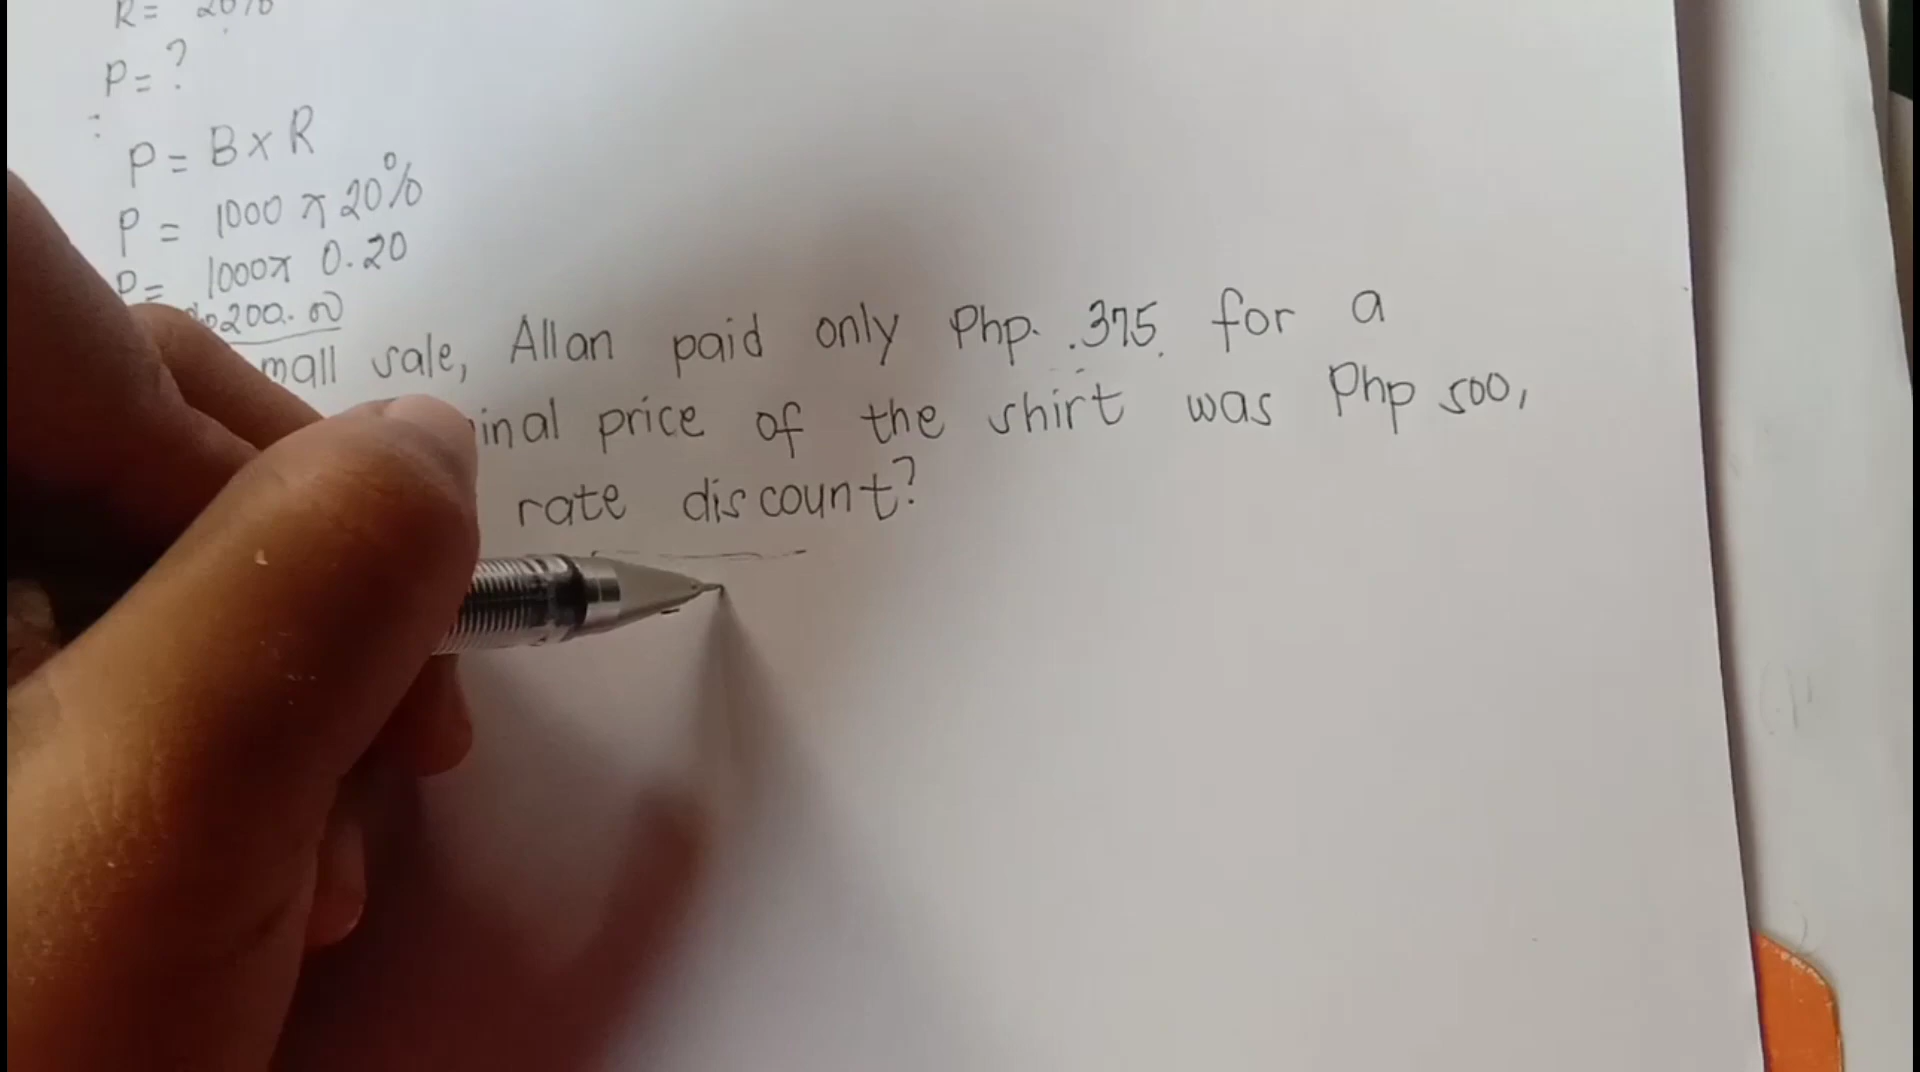 R = 20%
P = ?
P = B x R
P = 1000 x 20%
P = 1000 x 0.20
200.00
mall sale, Allan paid only Php. 375 for a
inal price of the shirt was Php 500,
rate discount?